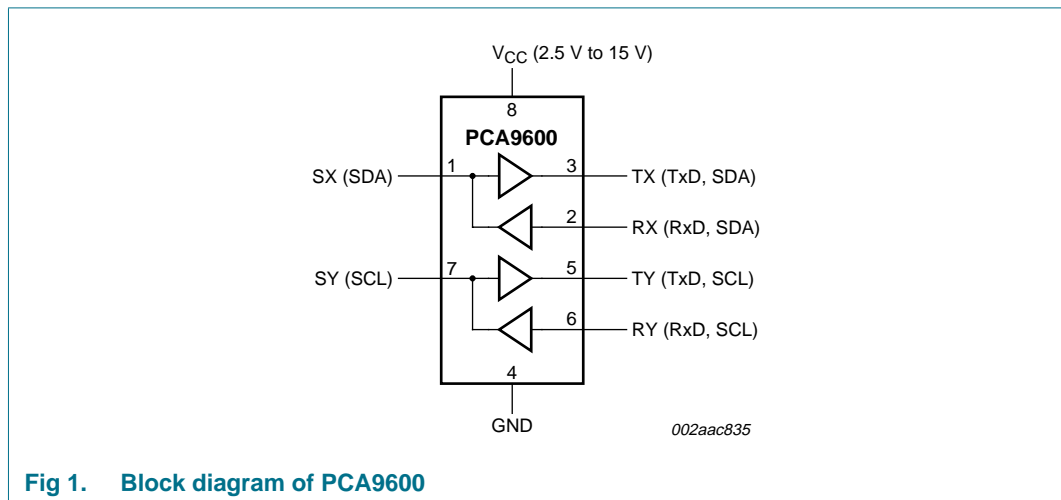 VCC (2.5 V to 15 V)
8
PCA9600
SX (SDA) 1 3 TX (TxD, SDA)
2 RX (RxD, SDA)
SY (SCL) 7 5 TY (TxD, SCL)
6 RY (RxD, SCL)
4
GND
002aac835
Fig 1. Block diagram of PCA9600